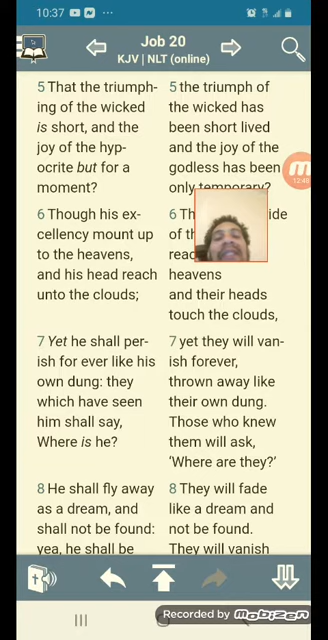 10:37
Job 20
KJV | NLT (online)
5 That the triumph-
ing of the wicked
is short, and the
joy of the hyp-
ocrite but for a
moment?
6 Though his ex-
cellency mount up
to the heavens,
and his head reach
unto the clouds;
7 Yet he shall per-
ish for ever like his
own dung: they
which have seen
him shall say,
Where is he?
8 He shall fly away
as a dream, and
shall not be found:
yea, he shall be
5 the triumph of
the wicked has
been short lived
and the joy of the
godless has been
only temporary?
6
of
heavens
and their heads
touch the clouds,
7 yet they will van-
ish forever,
thrown away like
their own dung.
Those who knew
them will ask,
‘Where are they?’
8 They will fade
like a dream and
not be found.
They will vanish
12:48
Recorded by mobizen